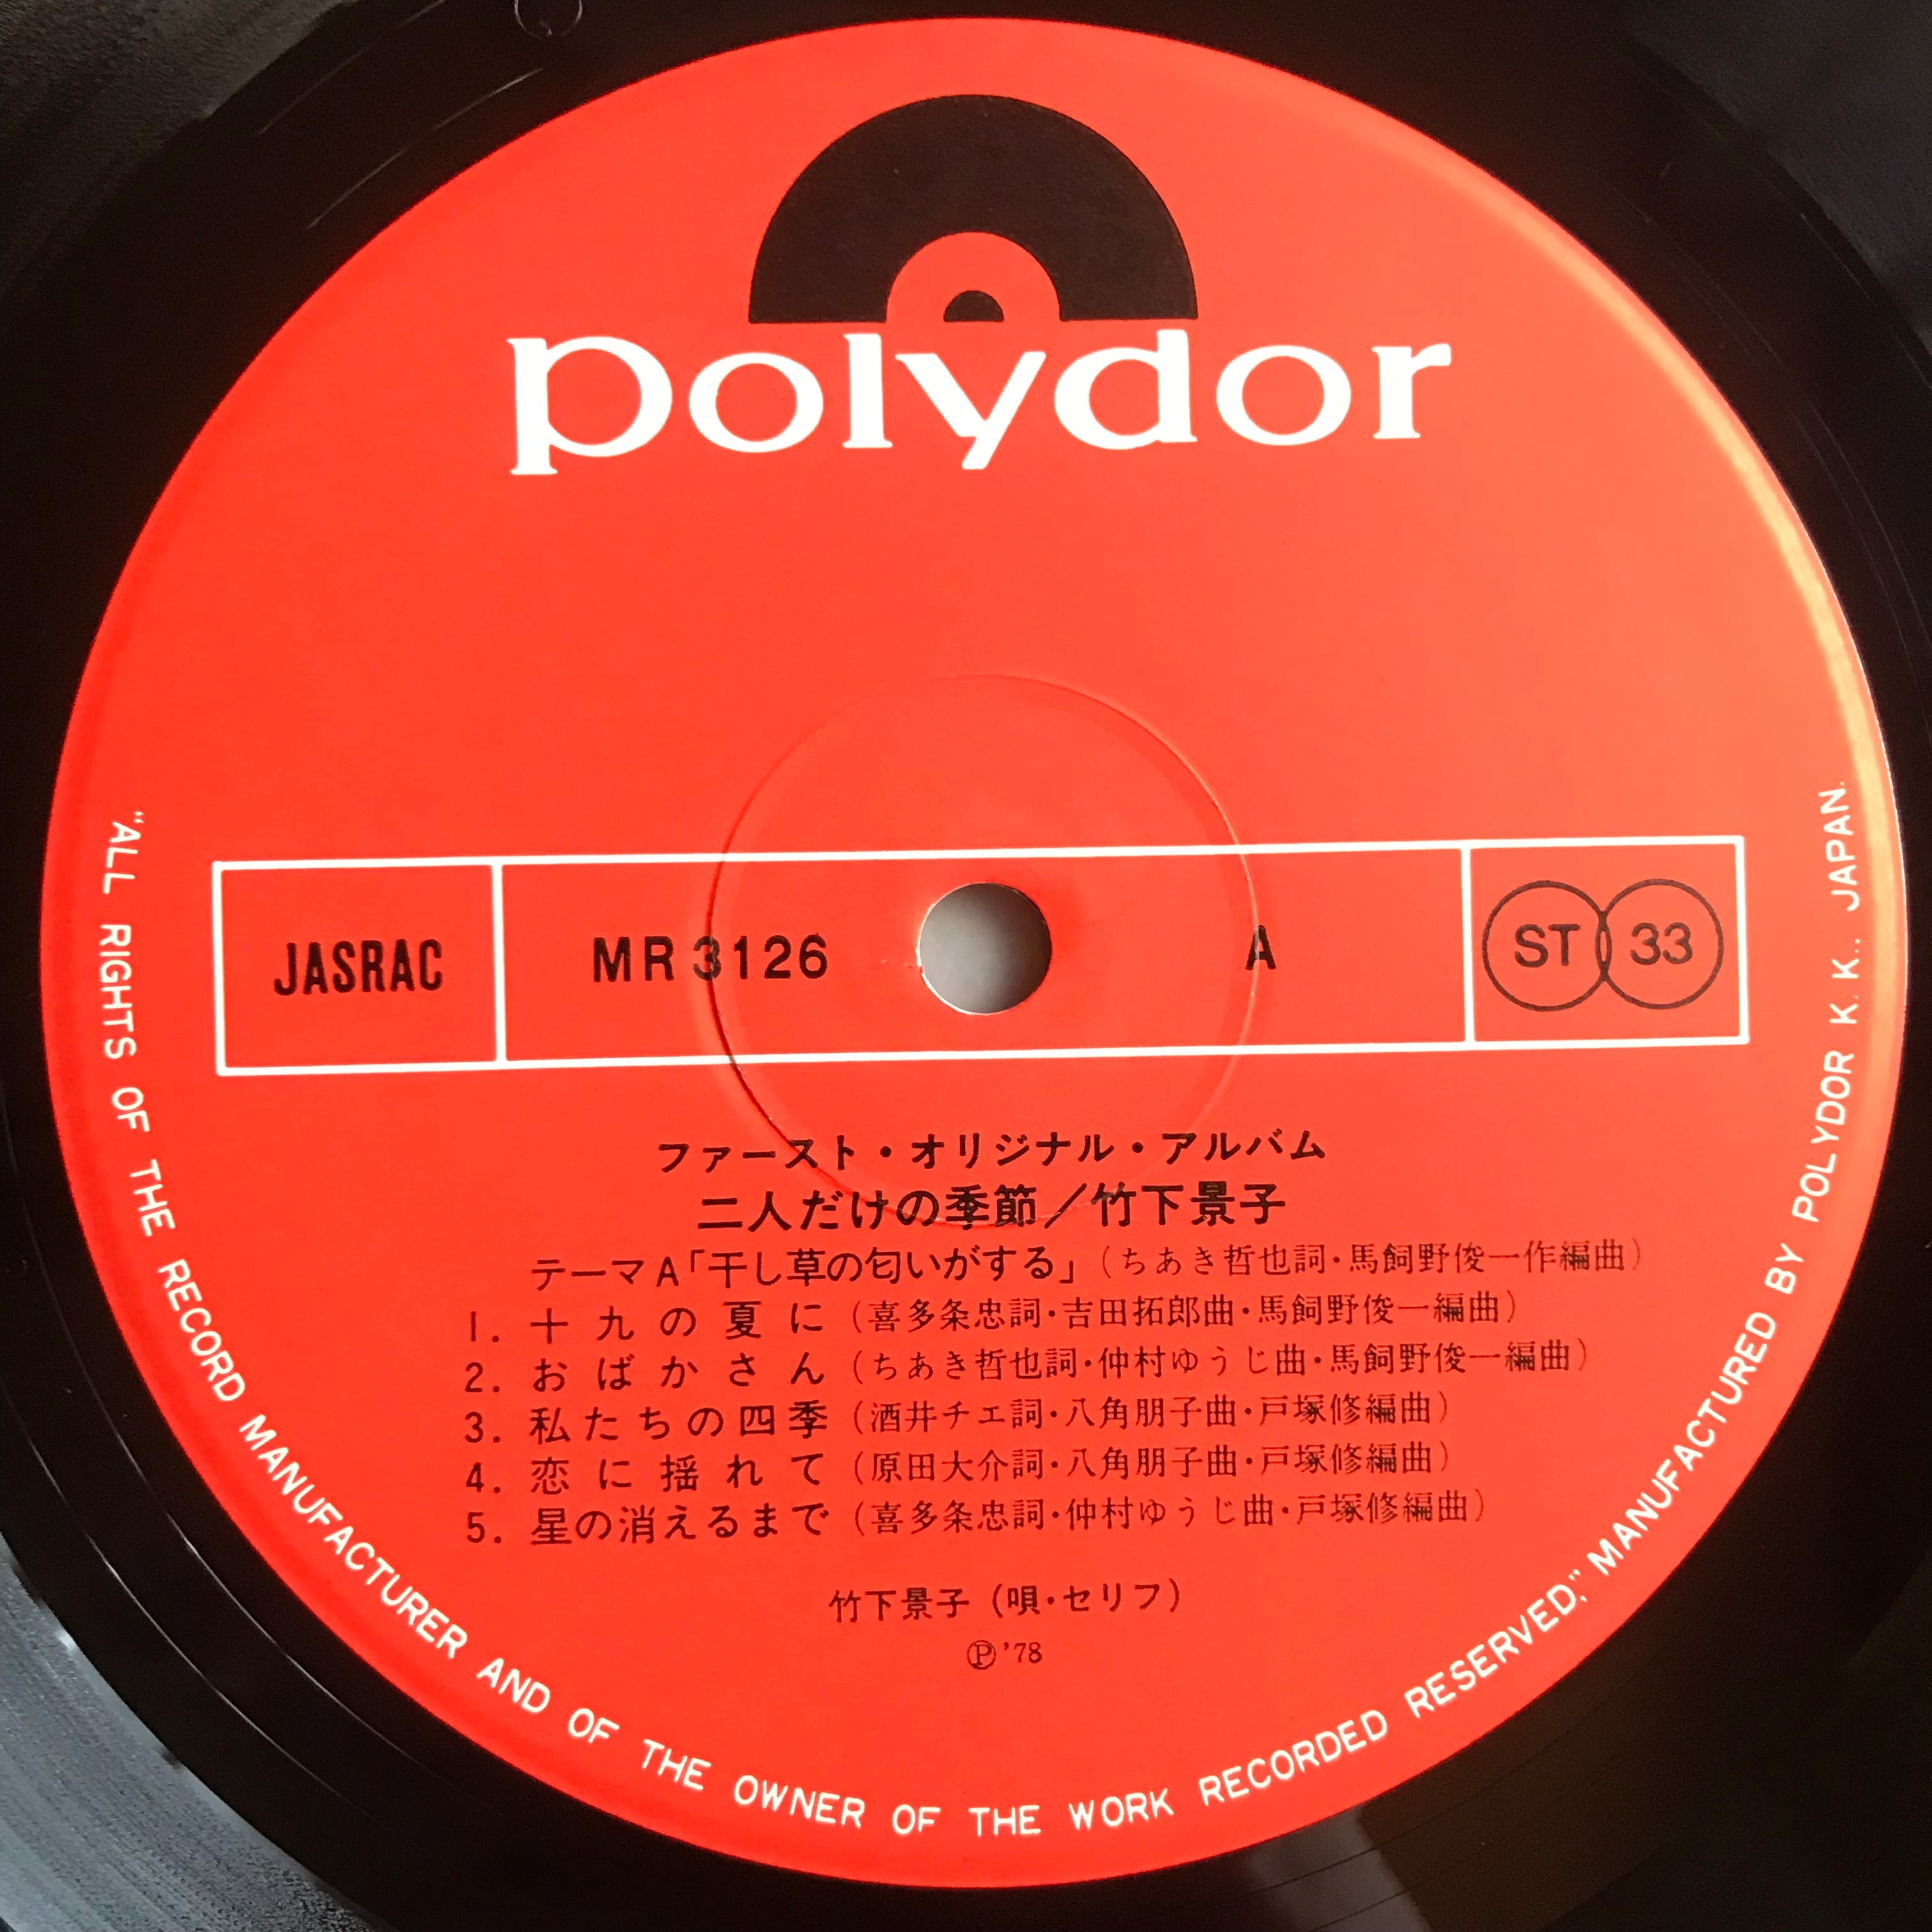 polydor
JASRAC
MR 3126
A
ST 33
ファースト・オリジナル・アルバム
二人だけの季節／竹下景子
テーマA「干し草の匂いがする」（ちあき哲也詞・馬飼野俊一作編曲）
1. 十九の夏に（喜多条忠詞・吉田拓郎曲・馬飼野俊一編曲）
2. おばかさん（ちあき哲也詞・仲村ゆうじ曲・馬飼野俊一編曲）
3. 私たちの四季（酒井チエ詞・八角朋子曲・戸塚修編曲）
4. 恋に揺れて（原田大介詞・八角朋子曲・戸塚修編曲）
5. 星の消えるまで（喜多条忠詞・仲村ゆうじ曲・戸塚修編曲）
竹下景子（唄・セリフ）
Ⓟ'78
"ALL RIGHTS OF THE RECORD MANUFACTURER AND OF THE OWNER OF THE WORK RECORDED RESERVED," MANUFACTURED BY POLYDOR K. K., JAPAN.